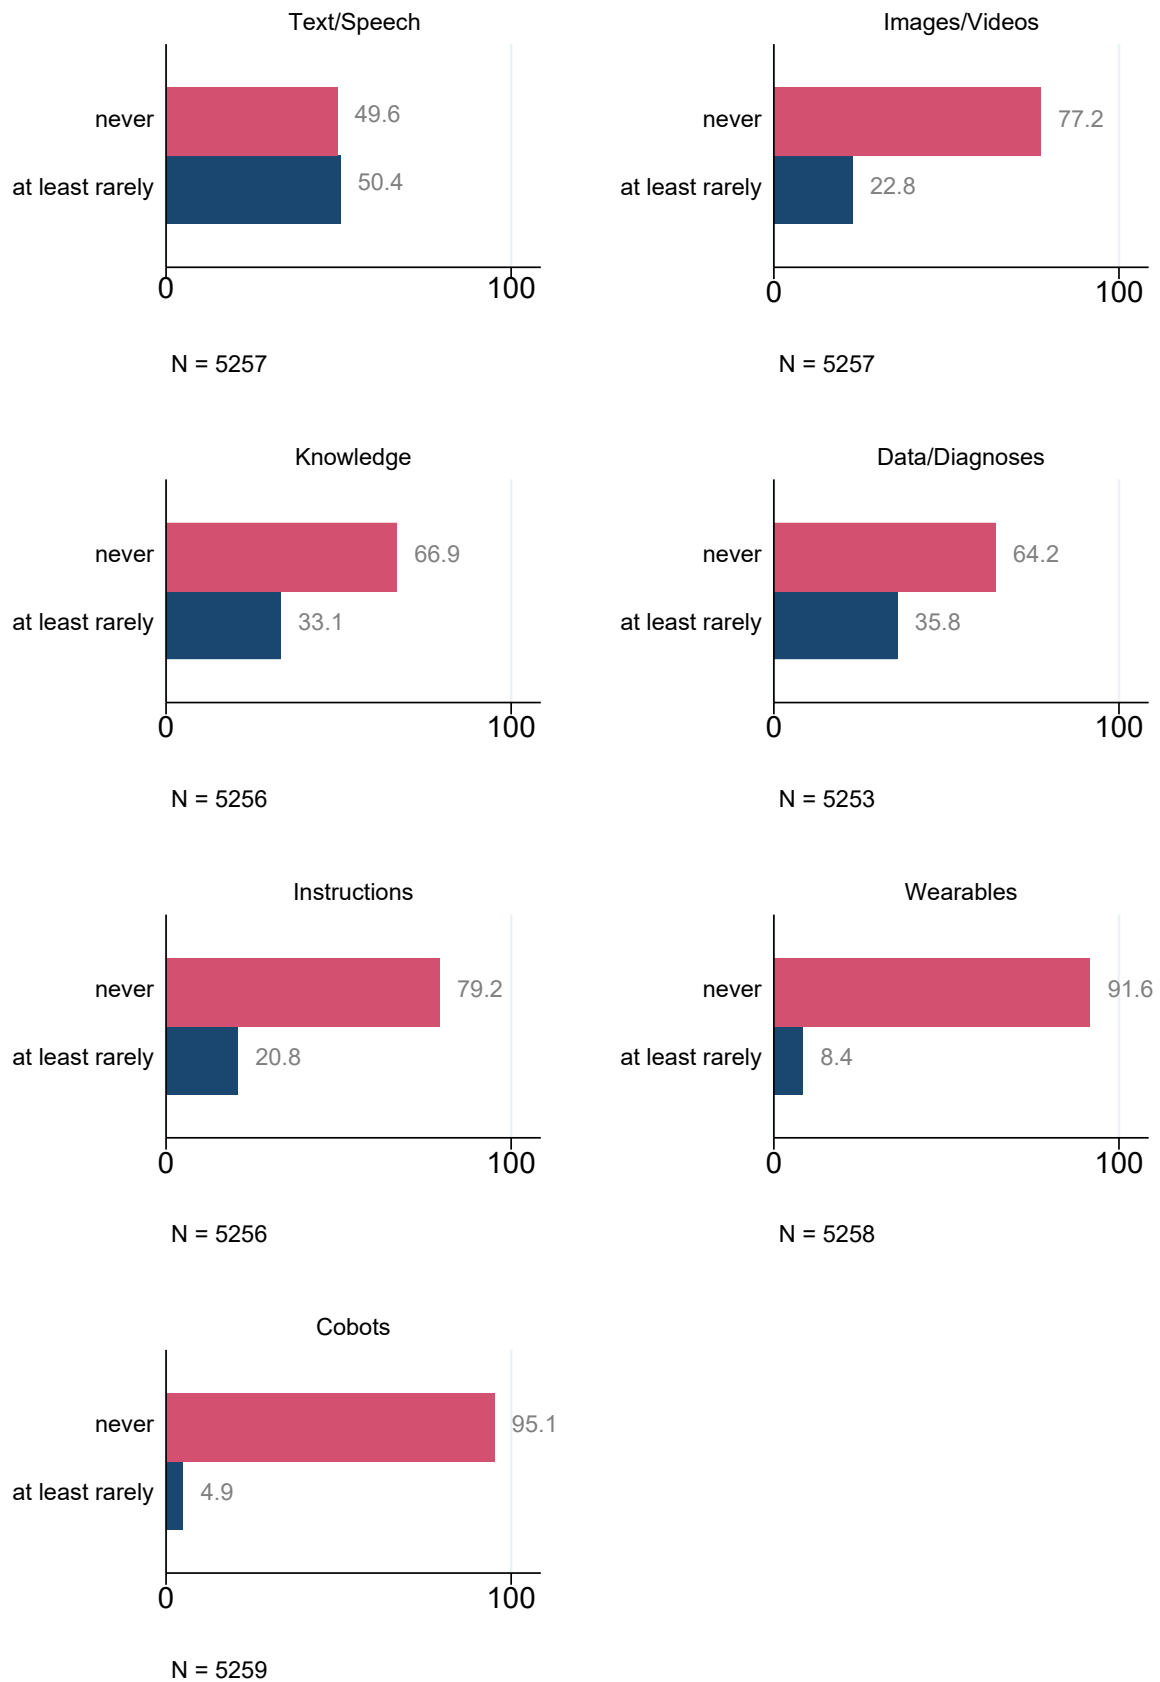 Text/Speech
never
49.6
at least rarely
50.4
0 100
N = 5257
Images/Videos
never
77.2
at least rarely
22.8
0 100
N = 5257
Knowledge
never
66.9
at least rarely
33.1
0 100
N = 5256
Data/Diagnoses
never
64.2
at least rarely
35.8
0 100
N = 5253
Instructions
never
79.2
at least rarely
20.8
0 100
N = 5256
Wearables
never
91.6
at least rarely
8.4
0 100
N = 5258
Cobots
never
95.1
at least rarely
4.9
0 100
N = 5259